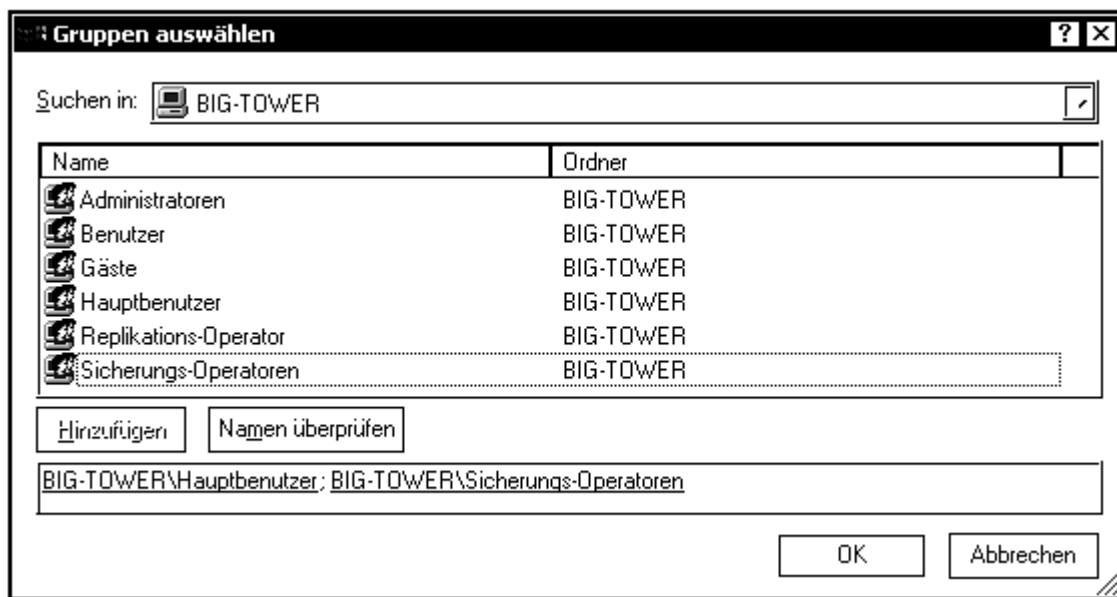 Gruppen auswählen
Suchen in: BIG-TOWER
Name Ordner
Administratoren BIG-TOWER
Benutzer BIG-TOWER
Gäste BIG-TOWER
Hauptbenutzer BIG-TOWER
Replikations-Operator BIG-TOWER
Sicherungs-Operatoren BIG-TOWER
Hinzufügen Namen überprüfen
BIG-TOWER\Hauptbenutzer; BIG-TOWER\Sicherungs-Operatoren
OK Abbrechen